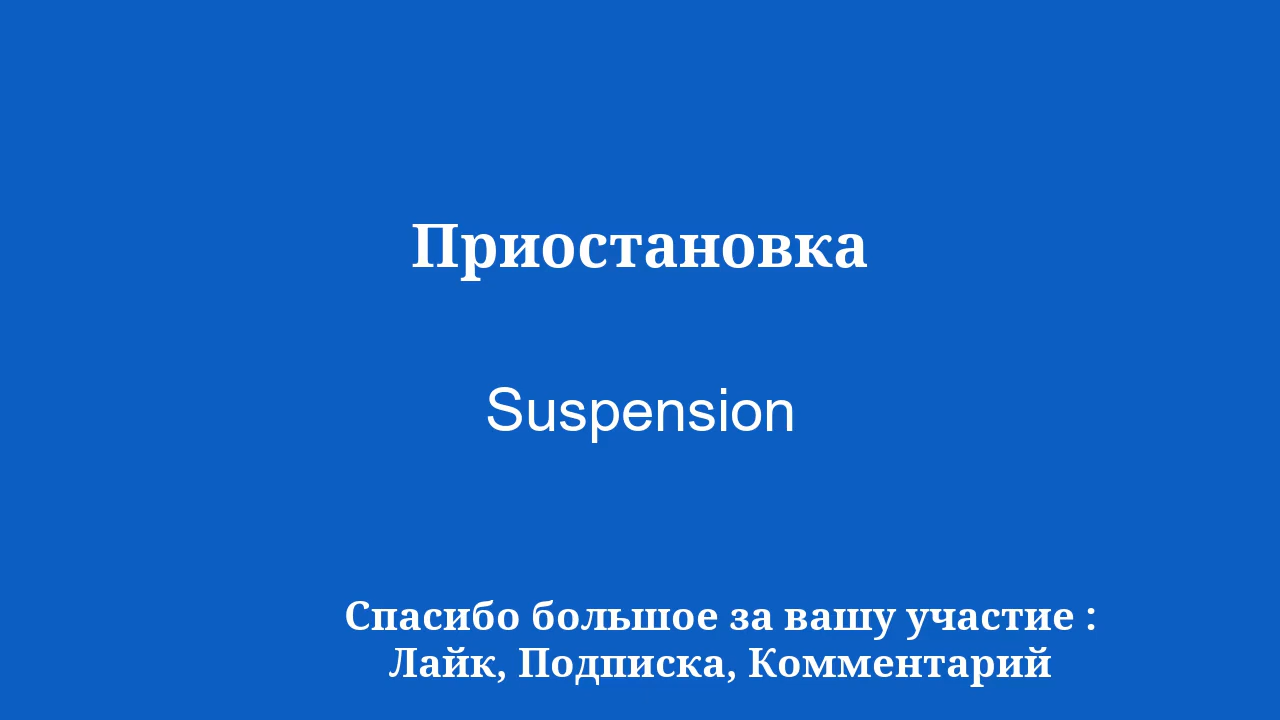 Приостановка
Suspension
Спасибо большое за вашу участие :
Лайк, Подписка, Комментарий